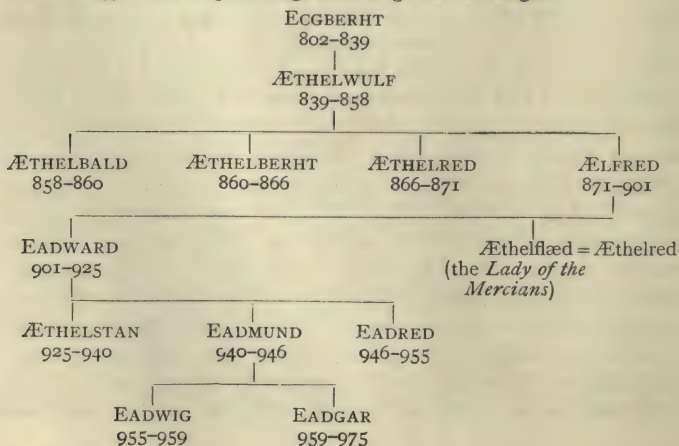 ECGBERHT
802–839
ÆTHELWULF
839–858
ÆTHELBALD ÆTHELBERHT ÆTHELRED ÆLFRED
858–860 860–866 866–871 871–901
EADWARD Æthelflæd = Æthelred
901–925 (the Lady of the
Mercians)
ÆTHELSTAN EADMUND EADRED
925–940 940–946 946–955
EADWIG EADGAR
955–959 959–975